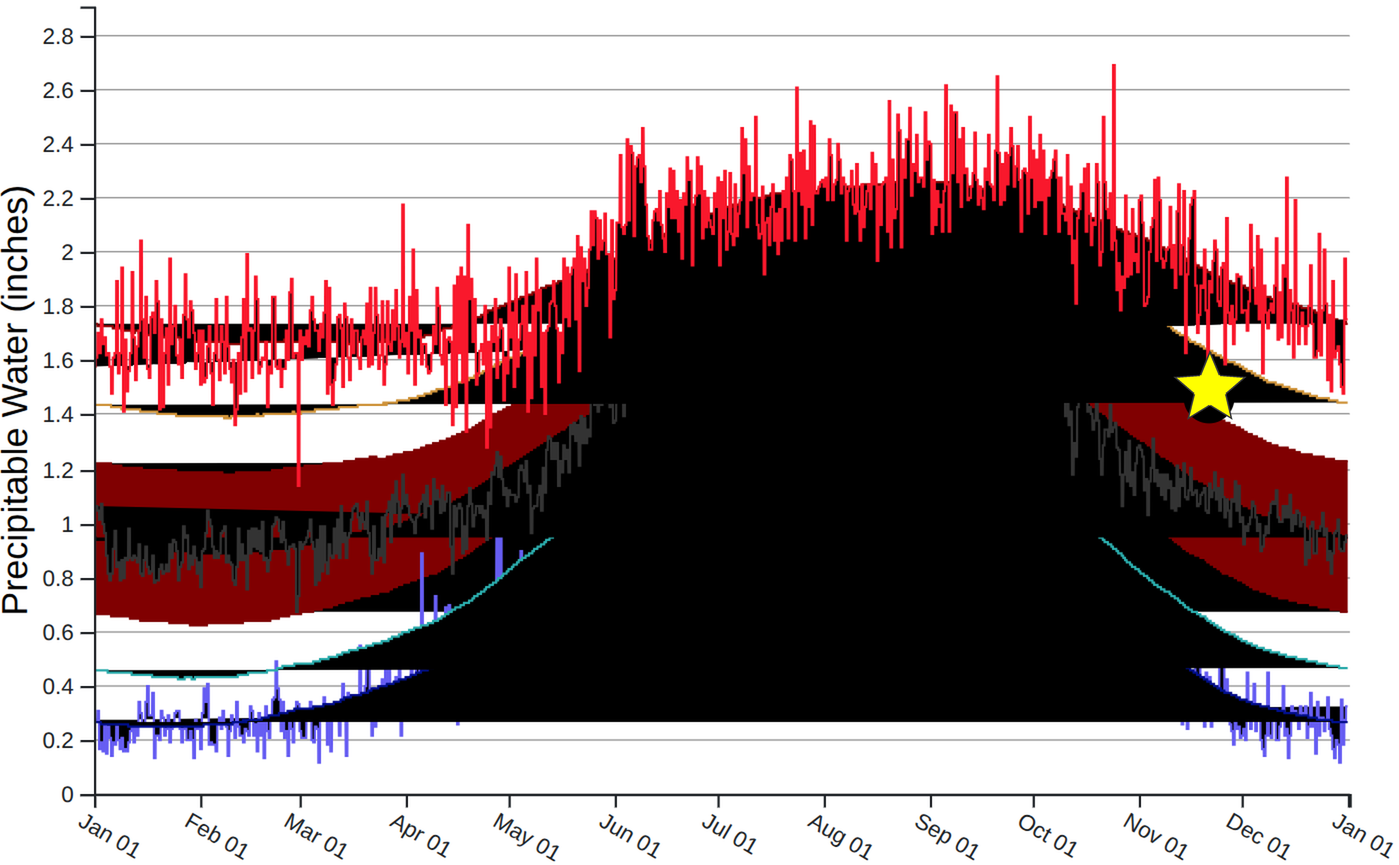 Precipitable Water (inches)
2.8
2.6
2.4
2.2
2
1.8
1.6
1.4
1.2
1
0.8
0.6
0.4
0.2
0
Jan 01
Feb 01
Mar 01
Apr 01
May 01
Jun 01
Jul 01
Aug 01
Sep 01
Oct 01
Nov 01
Dec 01
Jan 01